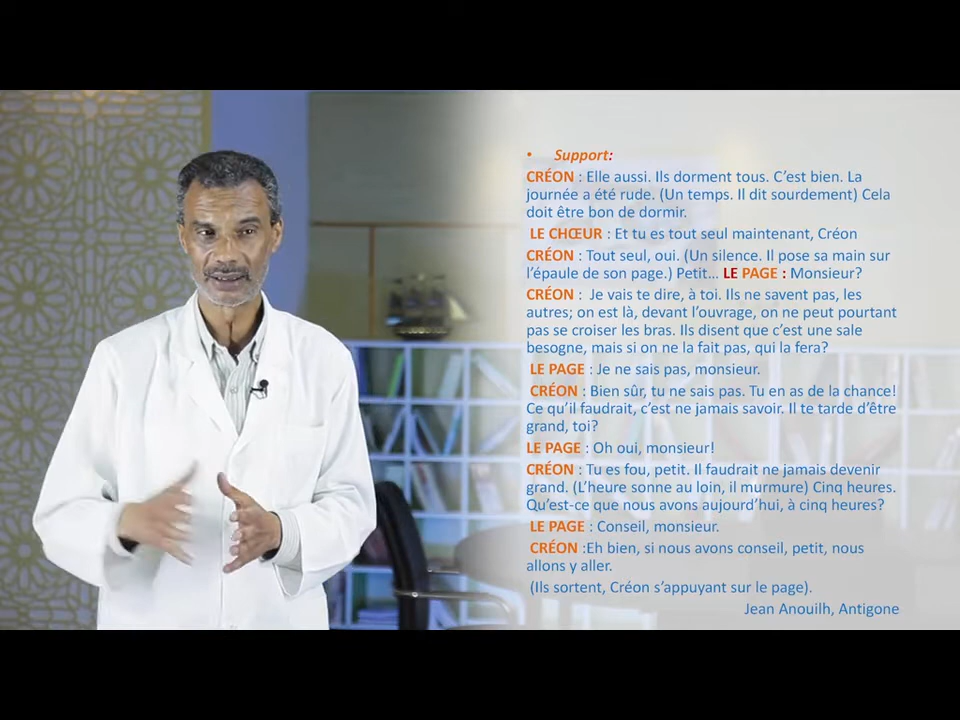 • Support:
CRÉON : Elle aussi. Ils dorment tous. C’est bien. La
journée a été rude. (Un temps. Il dit sourdement) Cela
doit être bon de dormir.
LE CHŒUR : Et tu es tout seul maintenant, Créon
CRÉON : Tout seul, oui. (Un silence. Il pose sa main sur
l’épaule de son page.) Petit… LE PAGE : Monsieur?
CRÉON : Je vais te dire, à toi. Ils ne savent pas, les
autres; on est là, devant l’ouvrage, on ne peut pourtant
pas se croiser les bras. Ils disent que c’est une sale
besogne, mais si on ne la fait pas, qui la fera?
LE PAGE : Je ne sais pas, monsieur.
CRÉON : Bien sûr, tu ne sais pas. Tu en as de la chance!
Ce qu’il faudrait, c’est ne jamais savoir. Il te tarde d’être
grand, toi?
LE PAGE : Oh oui, monsieur!
CRÉON : Tu es fou, petit. Il faudrait ne jamais devenir
grand. (L’heure sonne au loin, il murmure) Cinq heures.
Qu’est-ce que nous avons aujourd’hui, à cinq heures?
LE PAGE : Conseil, monsieur.
CRÉON :Eh bien, si nous avons conseil, petit, nous
allons y aller.
(Ils sortent, Créon s’appuyant sur le page).
Jean Anouilh, Antigone